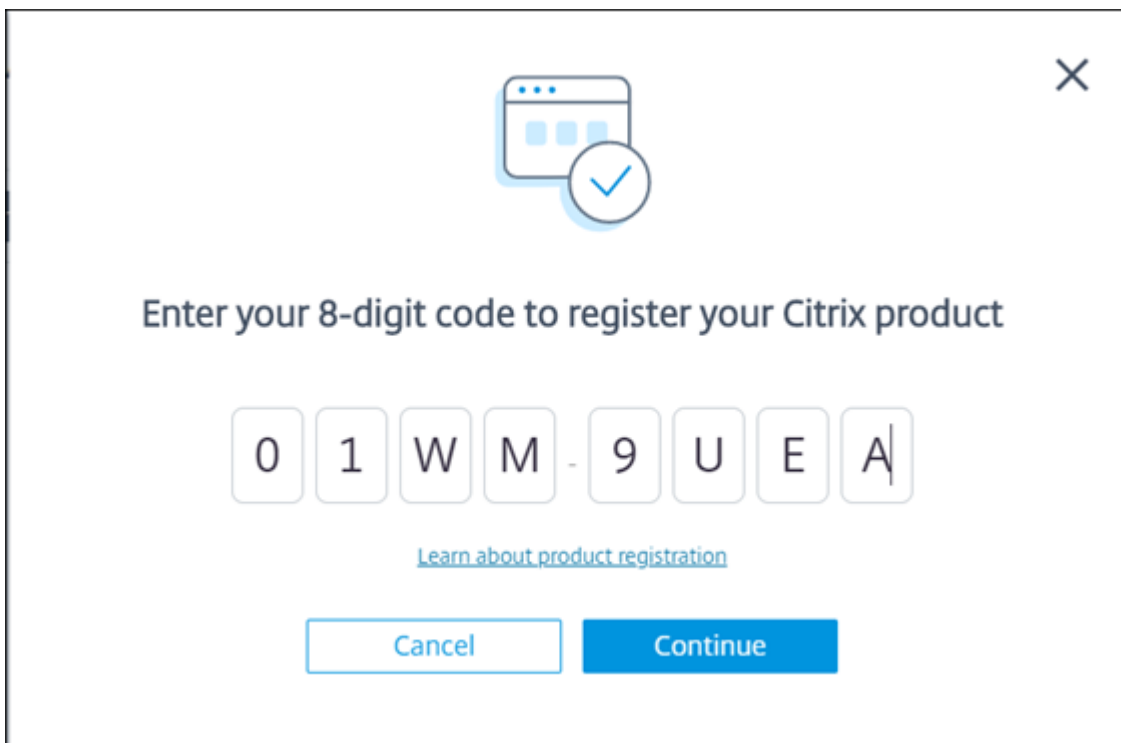 Enter your 8-digit code to register your Citrix product
0 1 W M - 9 U E A
Learn about product registration
Cancel Continue